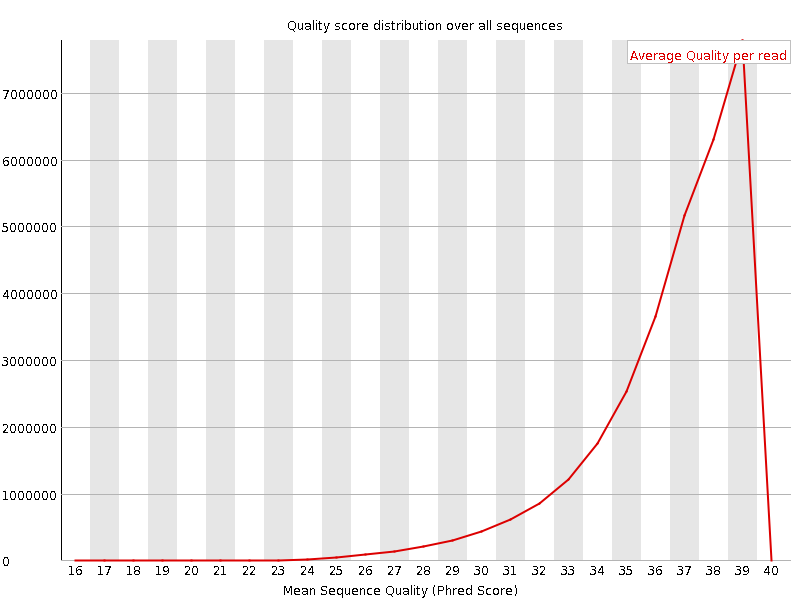 Quality score distribution over all sequences
Average Quality per read
7000000
6000000
5000000
4000000
3000000
2000000
1000000
0
16 17 18 19 20 21 22 23 24 25 26 27 28 29 30 31 32 33 34 35 36 37 38 39 40
Mean Sequence Quality (Phred Score)